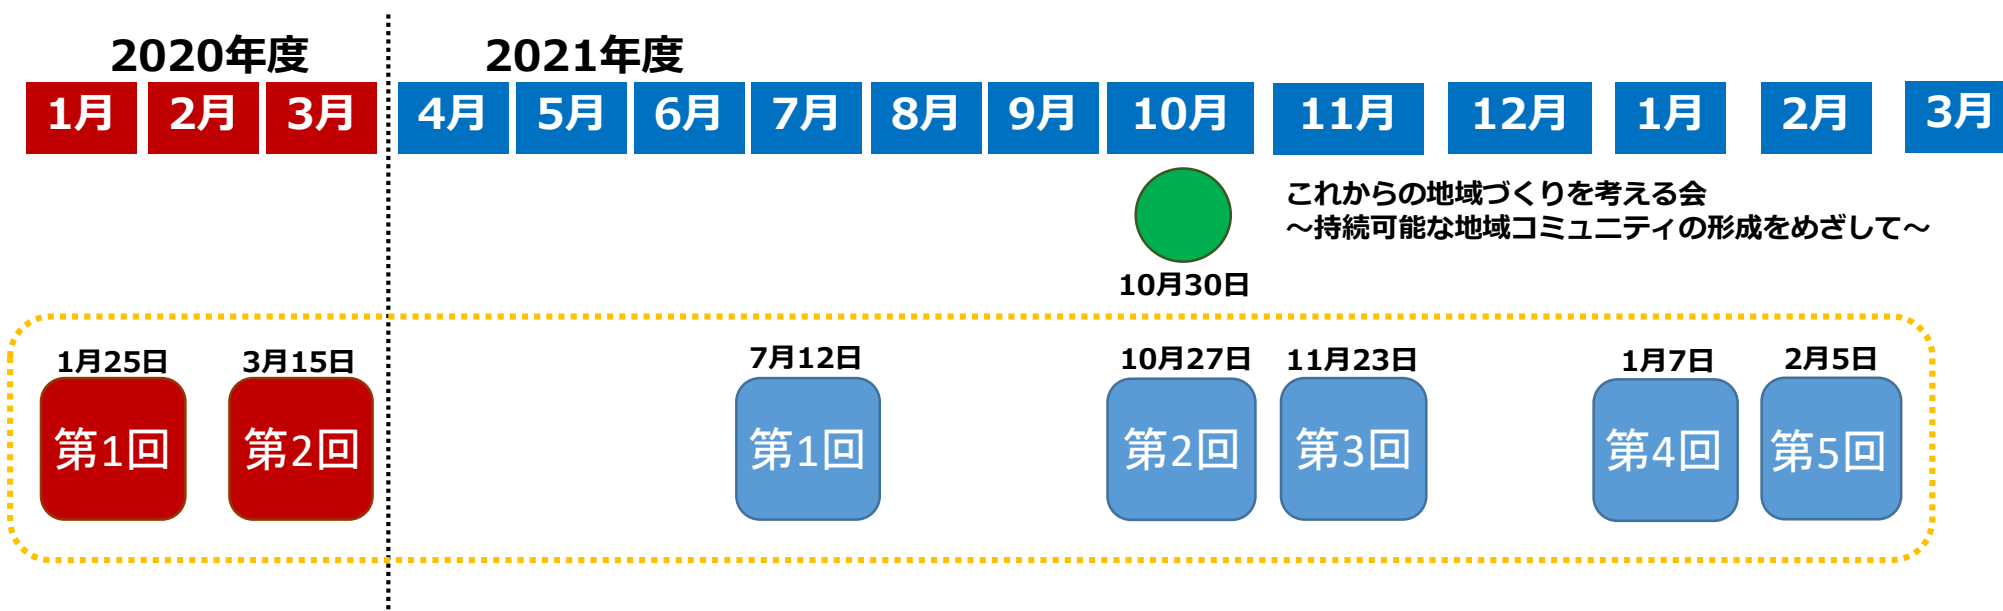 2020年度
2021年度
1月 2月 3月 4月 5月 6月 7月 8月 9月 10月 11月 12月 1月 2月 3月
これからの地域づくりを考える会
～持続可能な地域コミュニティの形成をめざして～
10月30日
1月25日 3月15日 7月12日 10月27日 11月23日 1月7日 2月5日
第1回 第2回 第1回 第2回 第3回 第4回 第5回